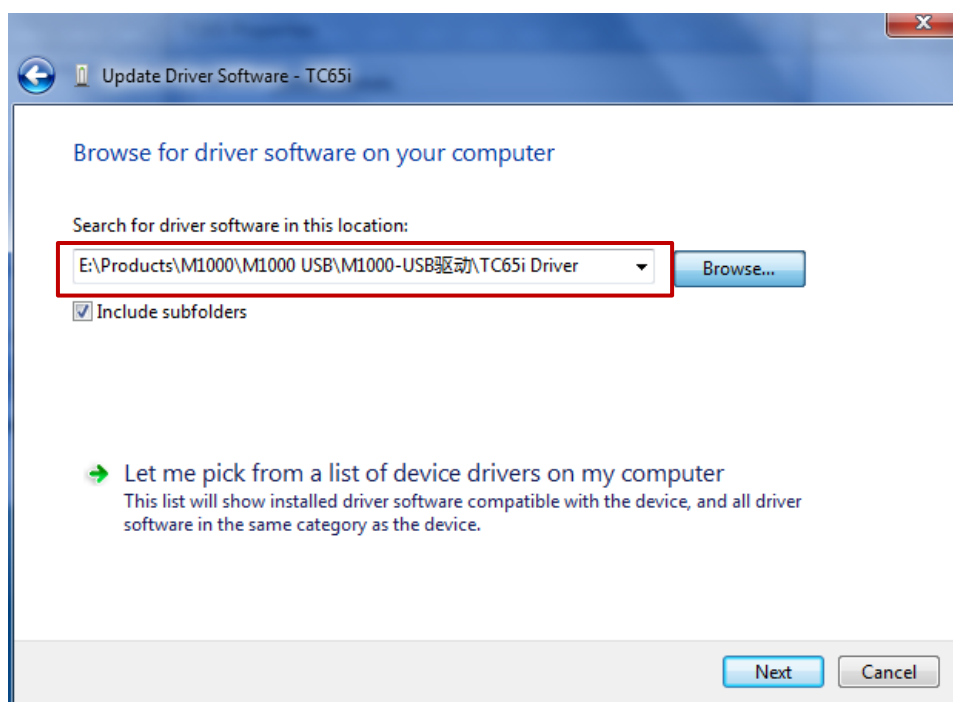 Update Driver Software - TC65i
Browse for driver software on your computer
Search for driver software in this location:
E:\Products\M1000\M1000 USB\M1000-USB驱动\TC65i Driver
Browse...
Include subfolders
Let me pick from a list of device drivers on my computer
This list will show installed driver software compatible with the device, and all driver
software in the same category as the device.
Next
Cancel